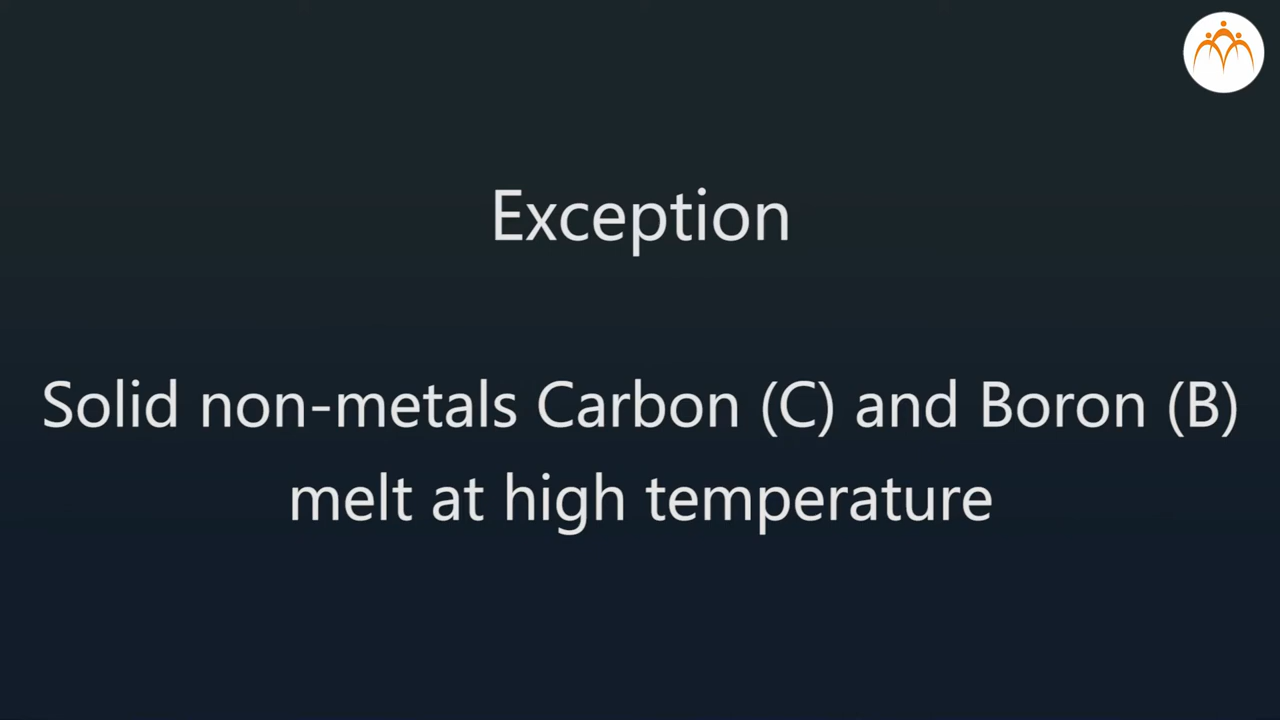 Exception
Solid non-metals Carbon (C) and Boron (B)
melt at high temperature